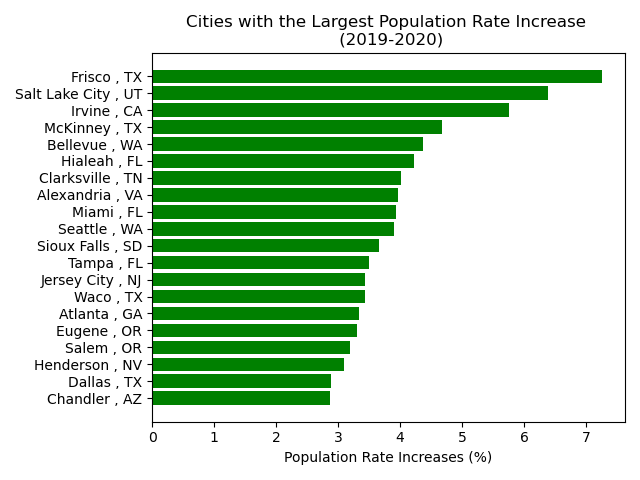 Cities with the Largest Population Rate Increase
(2019-2020)
Frisco , TX
Salt Lake City , UT
Irvine , CA
McKinney , TX
Bellevue , WA
Hialeah , FL
Clarksville , TN
Alexandria , VA
Miami , FL
Seattle , WA
Sioux Falls , SD
Tampa , FL
Jersey City , NJ
Waco , TX
Atlanta , GA
Eugene , OR
Salem , OR
Henderson , NV
Dallas , TX
Chandler , AZ
0 1 2 3 4 5 6 7
Population Rate Increases (%)